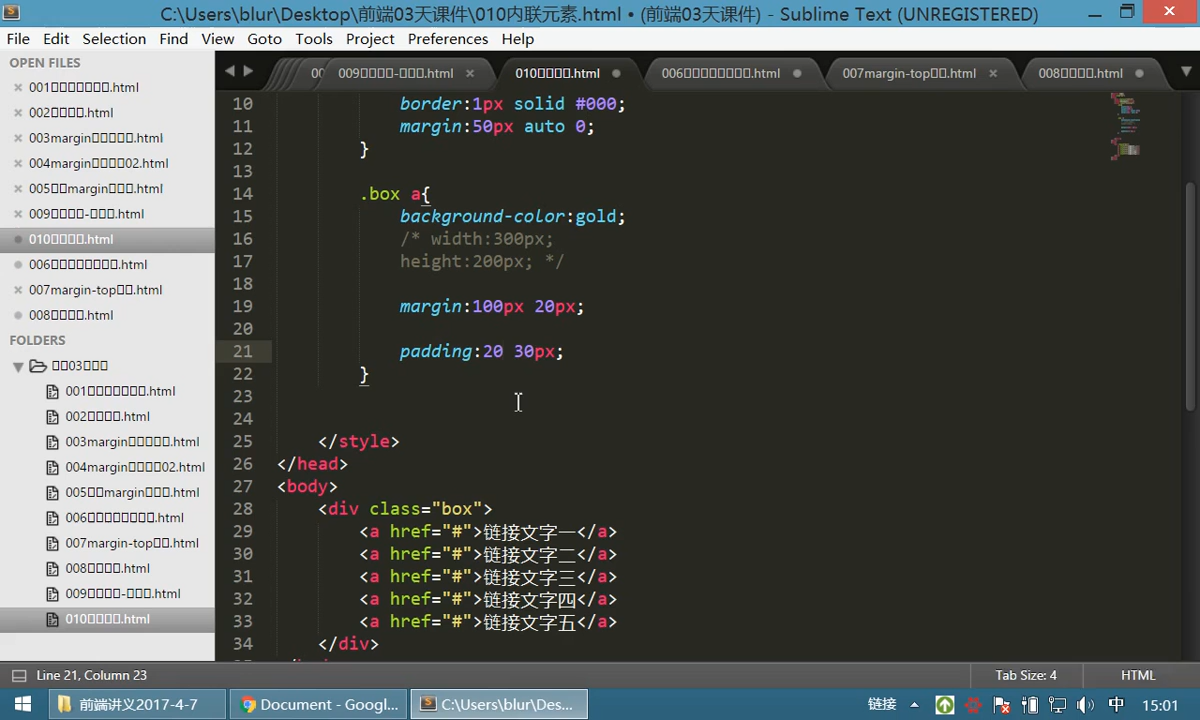 C:\Users\blur\Desktop\前端03天课件\010内联元素.html • (前端03天课件) - Sublime Text (UNREGISTERED)
File Edit Selection Find View Goto Tools Project Preferences Help
OPEN FILES
001.html
002.html
003margin.html
004margin02.html
005margin.html
009-.html
010.html
006.html
007margin-top.html
008.html
FOLDERS
03
001.html
002.html
003margin.html
004margin02.html
005margin.html
006.html
007margin-top.html
008.html
009-.html
010.html
00 009-.html 010.html 006.html 007margin-top.html 008.html
10 border:1px solid #000;
11 margin:50px auto 0;
12 }
13
14 .box a{
15 background-color:gold;
16 /* width:300px;
17 height:200px; */
18
19 margin:100px 20px;
20
21 padding:20 30px;
22 }
23
24
25 </style>
26 </head>
27 <body>
28 <div class="box">
29 <a href="#">链接文字一</a>
30 <a href="#">链接文字二</a>
31 <a href="#">链接文字三</a>
32 <a href="#">链接文字四</a>
33 <a href="#">链接文字五</a>
34 </div>
Line 21, Column 23 Tab Size: 4 HTML
前端讲义2017-4-7 Document - Googl... C:\Users\blur\Des... 链接 中 15:01